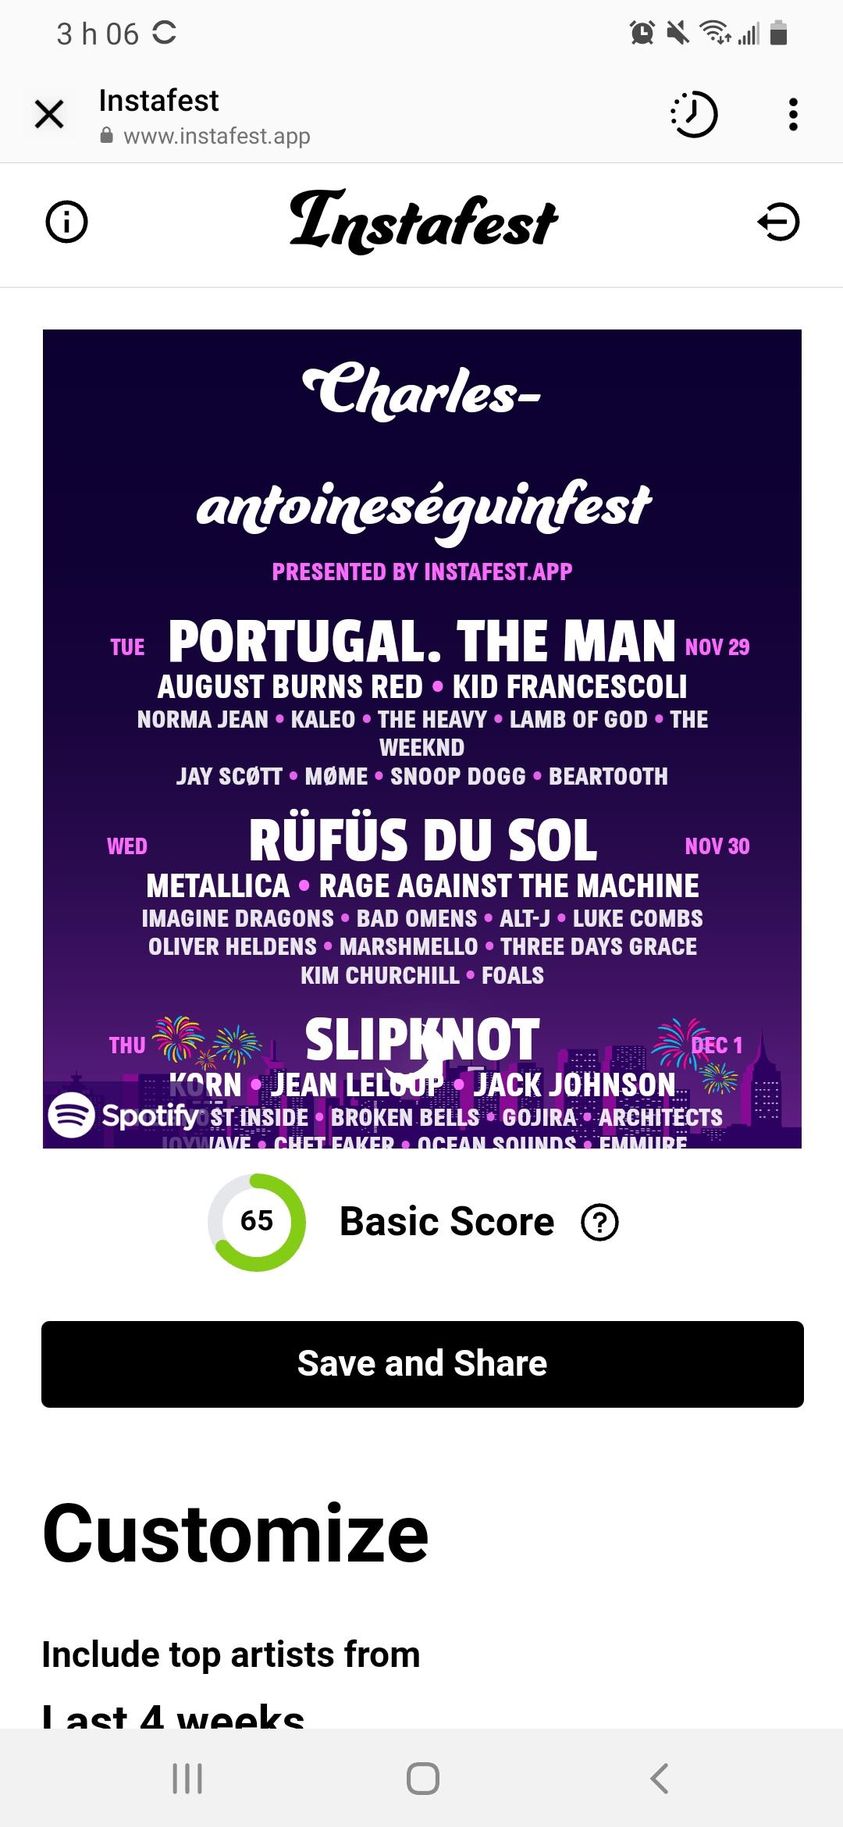 3 h 06
Instafest
www.instafest.app
Instafest
Charles-
antoineséguinfest
PRESENTED BY INSTAFEST.APP
TUE PORTUGAL. THE MAN NOV 29
AUGUST BURNS RED • KID FRANCESCOLI
NORMA JEAN • KALEO • THE HEAVY • LAMB OF GOD • THE
WEEKND
JAY SCØTT • MØME • SNOOP DOGG • BEARTOOTH
WED RÜFÜS DU SOL NOV 30
METALLICA • RAGE AGAINST THE MACHINE
IMAGINE DRAGONS • BAD OMENS • ALT-J • LUKE COMBS
OLIVER HELDENS • MARSHMELLO • THREE DAYS GRACE
KIM CHURCHILL • FOALS
THU SLIPKNOT DEC 1
KORN • JEAN LELOUP • JACK JOHNSON
Spotify ST INSIDE • BROKEN BELLS • GOJIRA • ARCHITECTS
• CHET FAKER • OCEAN SOUNDS • EMMURE
65 Basic Score ?
Save and Share
Customize
Include top artists from
Last 4 weeks